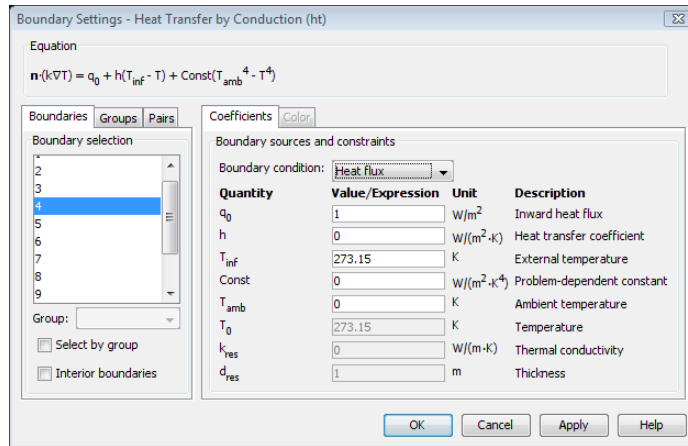 Boundary Settings - Heat Transfer by Conduction (ht)
Equation
n·(k∇T) = q0 + h(Tinf - T) + Const(Tamb^4 - T^4)
Boundaries Groups Pairs
Boundary selection
2
3
4
5
6
7
8
9
Group:
Select by group
Interior boundaries
Coefficients Color
Boundary sources and constraints
Boundary condition: Heat flux
Quantity Value/Expression Unit Description
q0 1 W/m² Inward heat flux
h 0 W/(m²·K) Heat transfer coefficient
Tinf 273.15 K External temperature
Const 0 W/(m²·K⁴) Problem-dependent constant
Tamb 0 K Ambient temperature
T0 273.15 K Temperature
kres 0 W/(m·K) Thermal conductivity
dres 1 m Thickness
OK Cancel Apply Help